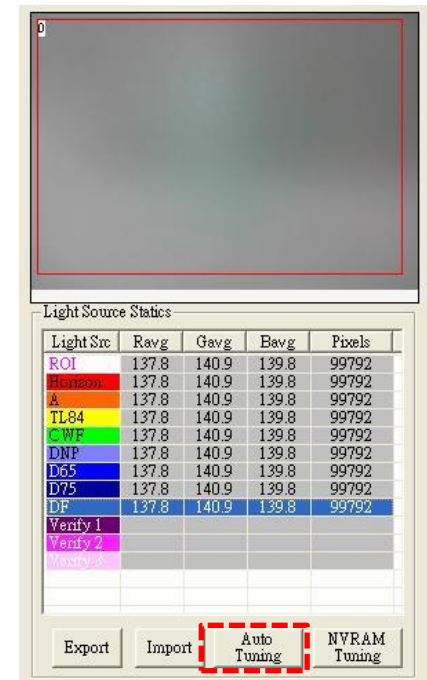 0
Light Source Statics
Light Src Ravg Gavg Bavg Pixels
ROI 137.8 140.9 139.8 99792
Horizon 137.8 140.9 139.8 99792
A 137.8 140.9 139.8 99792
TL84 137.8 140.9 139.8 99792
CWF 137.8 140.9 139.8 99792
DNP 137.8 140.9 139.8 99792
D65 137.8 140.9 139.8 99792
D75 137.8 140.9 139.8 99792
DF 137.8 140.9 139.8 99792
Verify 1
Verify 2
Verify 3
Export Import Auto Tuning NVRAM Tuning